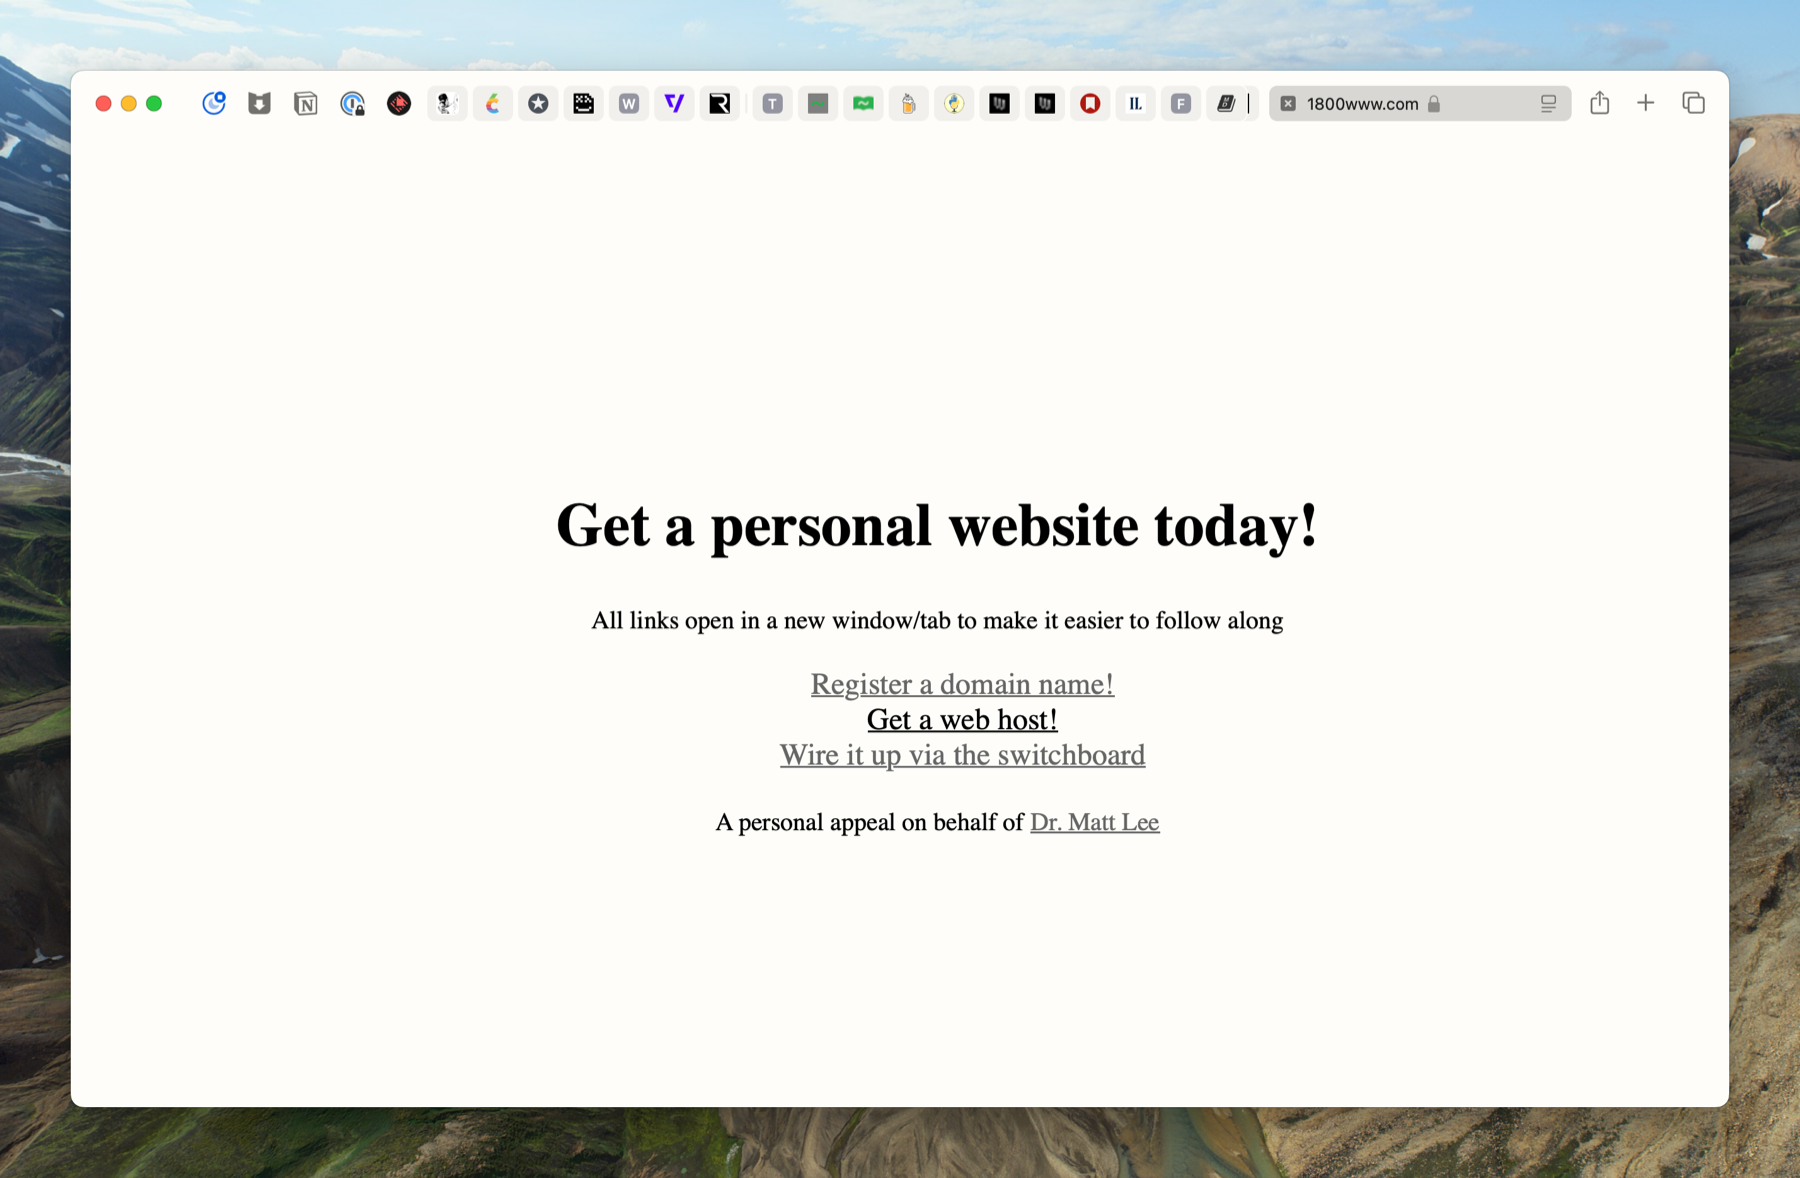 W T IL F 1800www.com
Get a personal website today!
All links open in a new window/tab to make it easier to follow along
Register a domain name!
Get a web host!
Wire it up via the switchboard
A personal appeal on behalf of Dr. Matt Lee